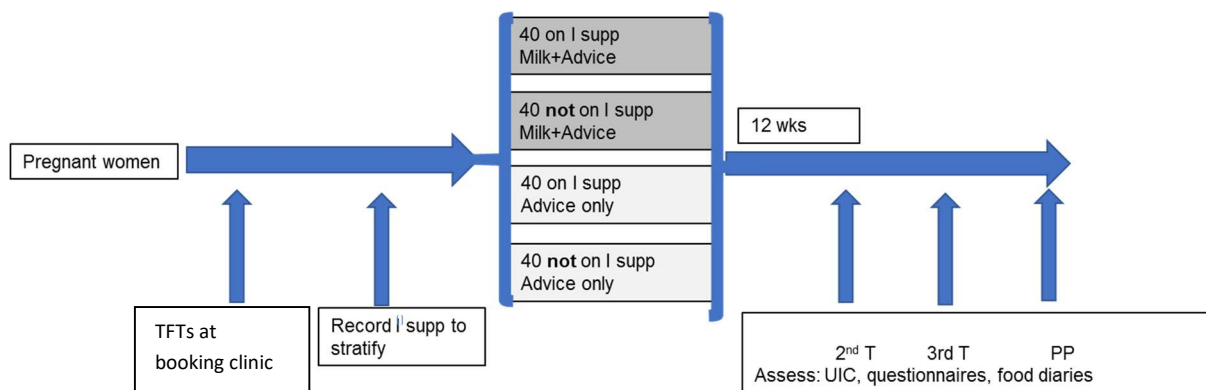 Pregnant women
TFTs at
booking clinic
Record I supp to
stratify
40 on I supp
Milk+Advice
40 not on I supp
Milk+Advice
40 on I supp
Advice only
40 not on I supp
Advice only
12 wks
2nd T 3rd T PP
Assess: UIC, questionnaires, food diaries